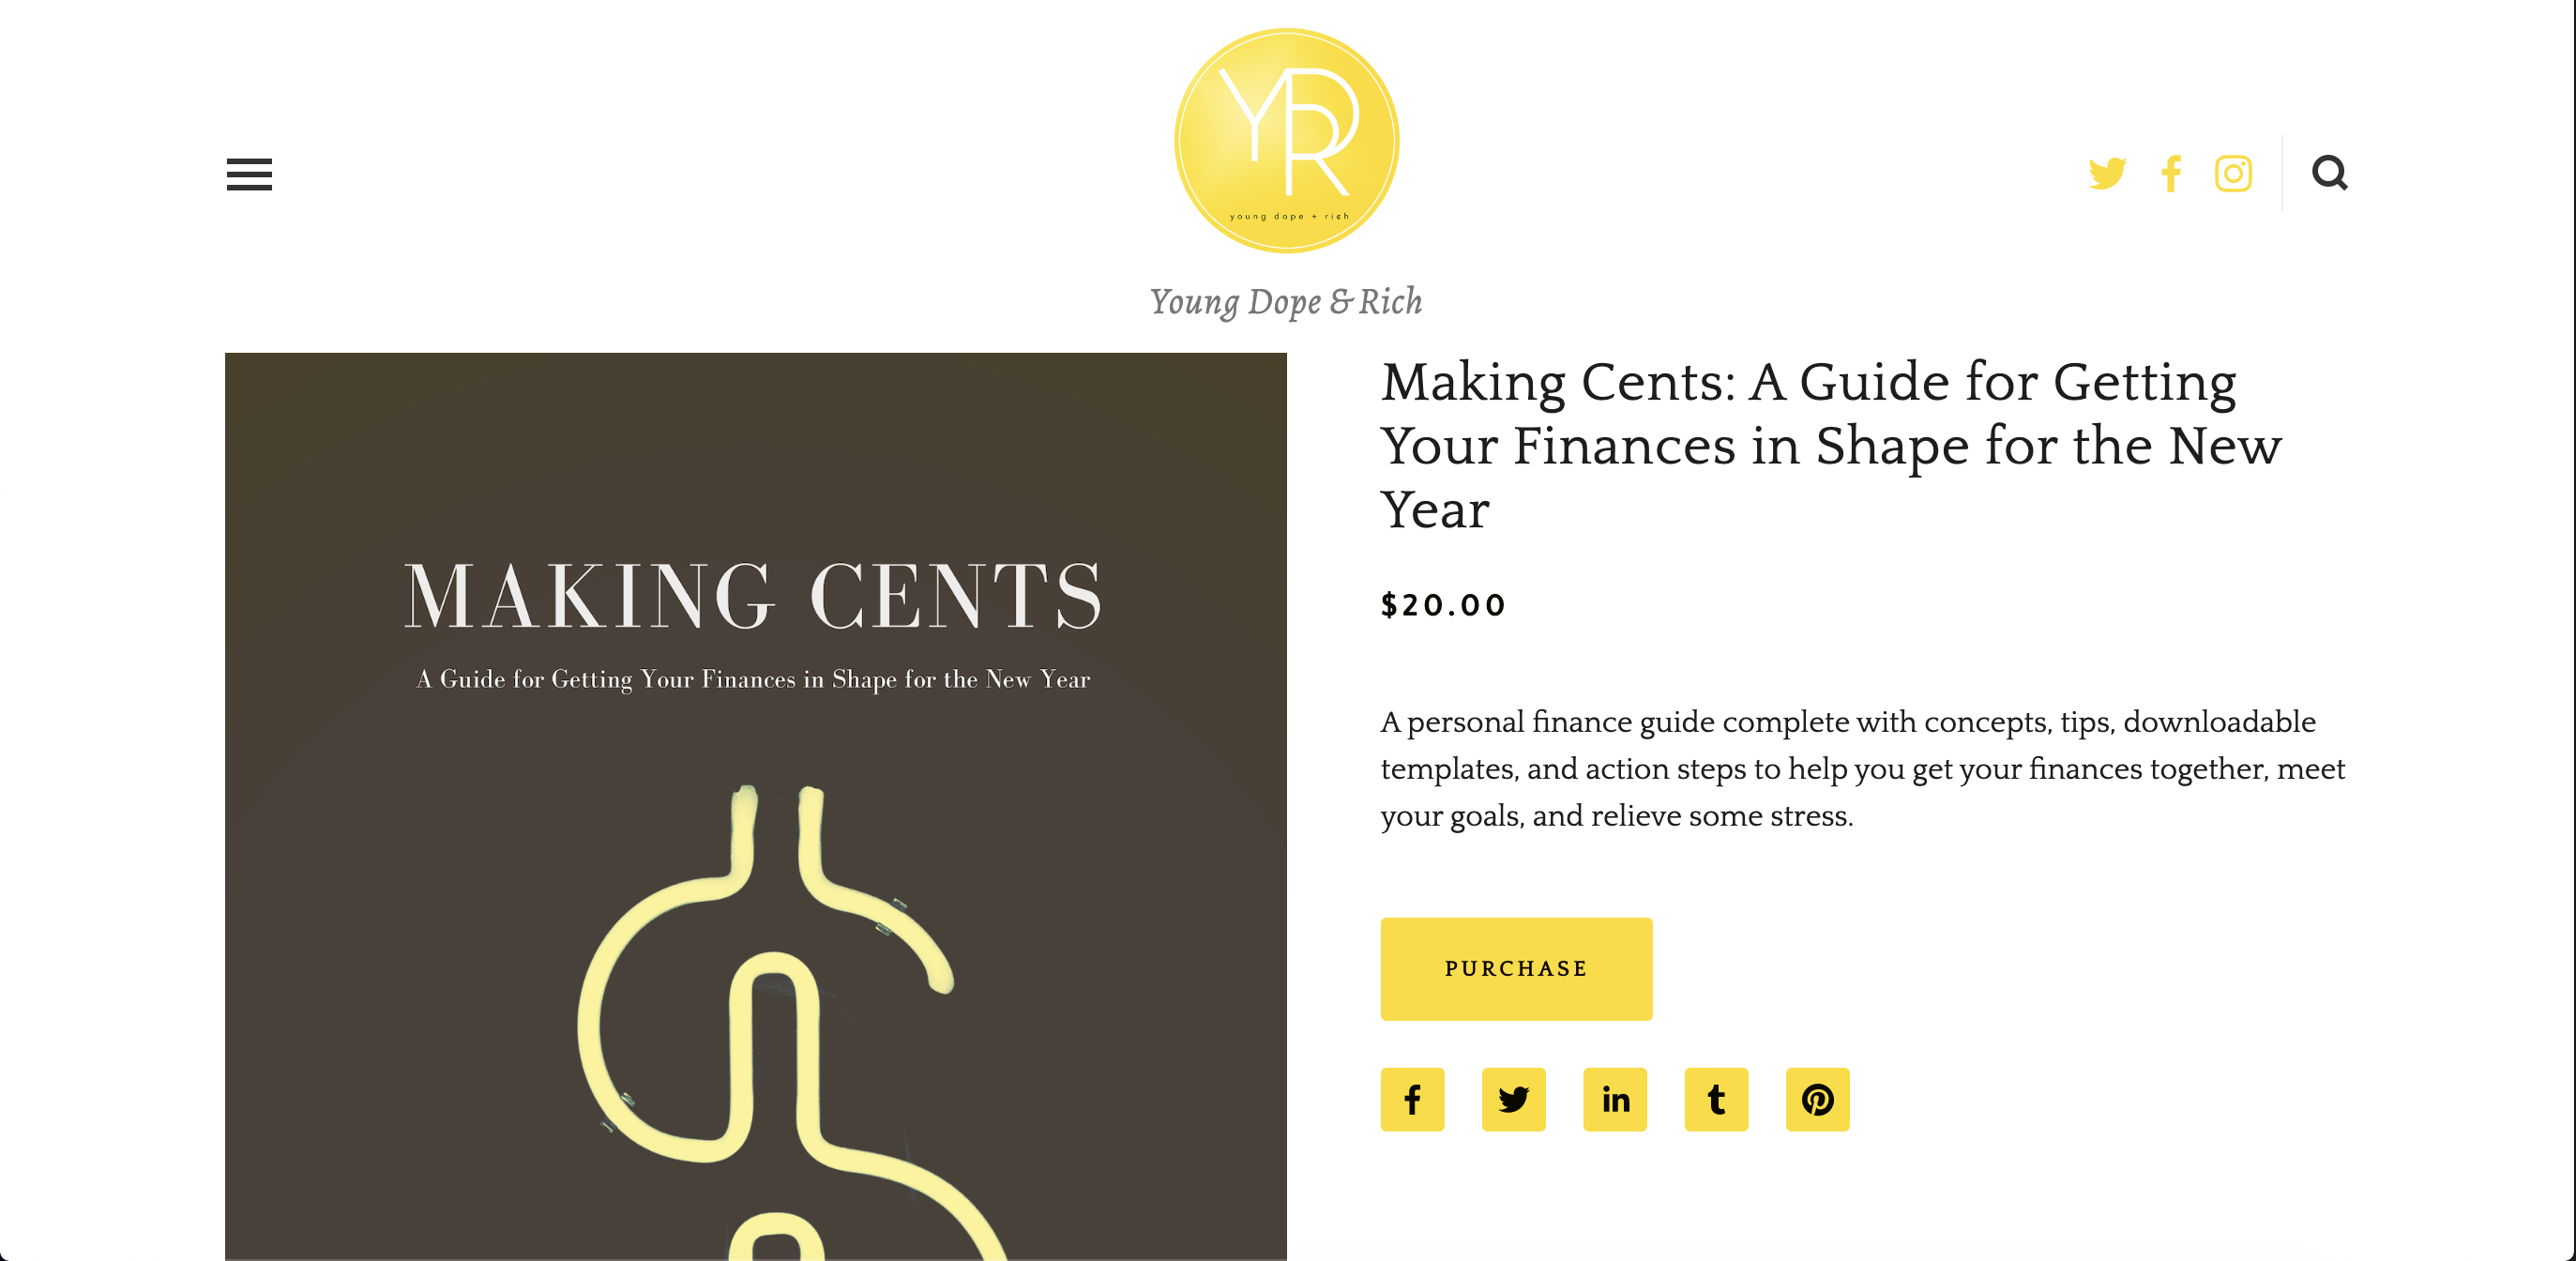 YR
young dope + rich
Young Dope & Rich
MAKING CENTS
A Guide for Getting Your Finances in Shape for the New Year
Making Cents: A Guide for Getting
Your Finances in Shape for the New
Year
$20.00
A personal finance guide complete with concepts, tips, downloadable
templates, and action steps to help you get your finances together, meet
your goals, and relieve some stress.
PURCHASE